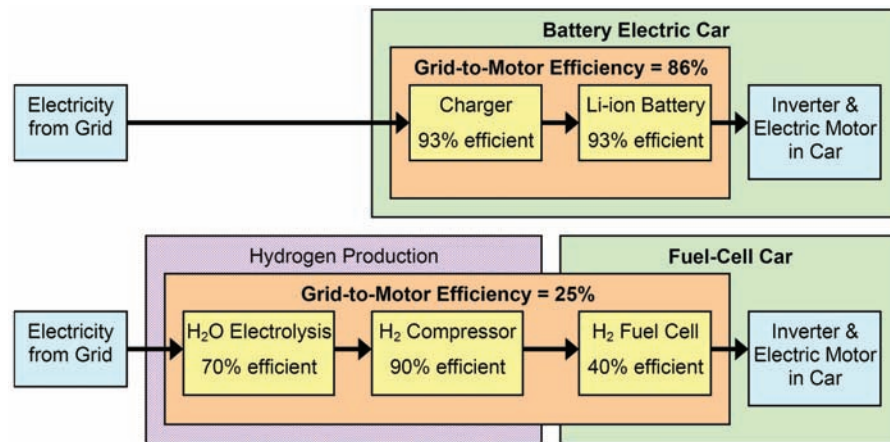 Battery Electric Car
Grid-to-Motor Efficiency = 86%
Electricity
from Grid
Charger
93% efficient
Li-ion Battery
93% efficient
Inverter &
Electric Motor
in Car
Hydrogen Production
Fuel-Cell Car
Grid-to-Motor Efficiency = 25%
Electricity
from Grid
H₂O Electrolysis
70% efficient
H₂ Compressor
90% efficient
H₂ Fuel Cell
40% efficient
Inverter &
Electric Motor
in Car